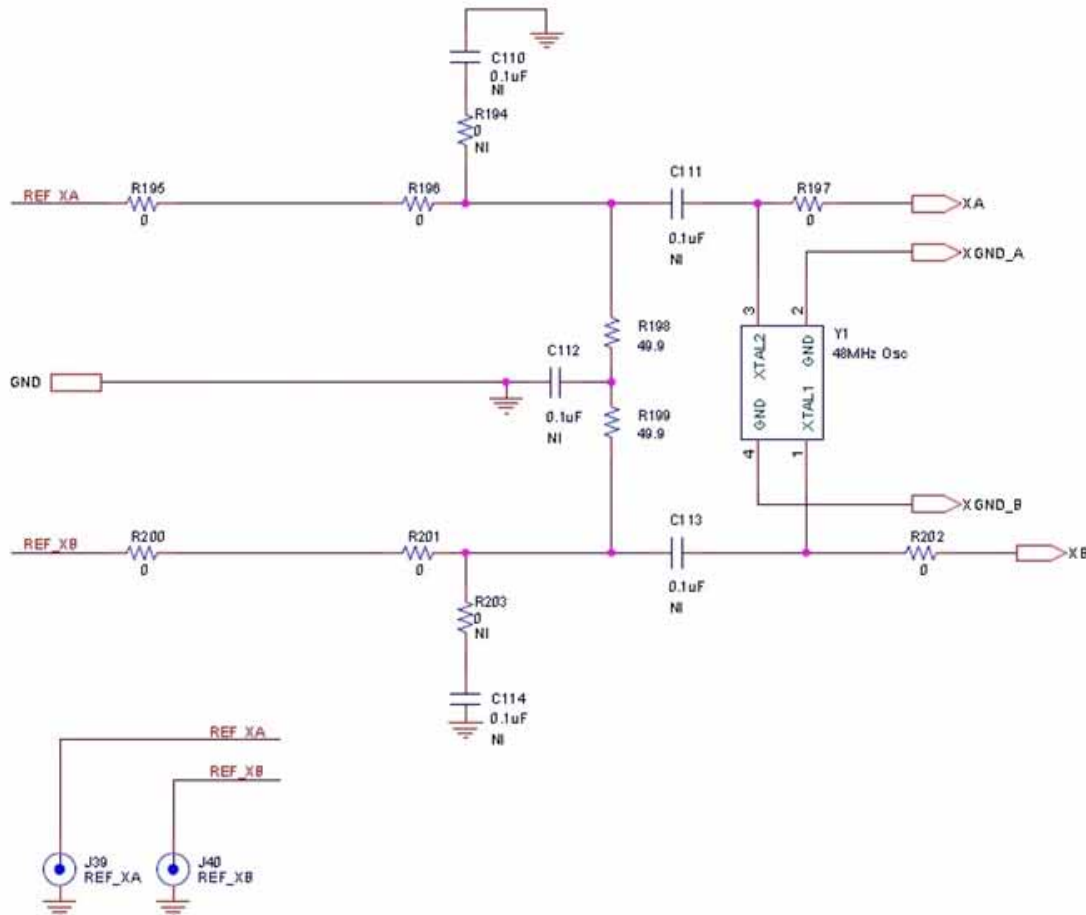 C110
0.1uF
NI
R194
0
NI
REF_XA
R195
0
R196
0
C111
0.1uF
NI
R197
0
XA
XGND_A
3
2
XTAL2
GND
GND
XTAL1
4
1
Y1
48MHz Osc
R198
49.9
C112
0.1uF
NI
GND
R199
49.9
XGND_B
REF_XB
R200
0
R201
0
C113
0.1uF
NI
R202
0
XB
R203
0
NI
C114
0.1uF
NI
REF_XA
REF_XB
J39
REF_XA
J40
REF_XB